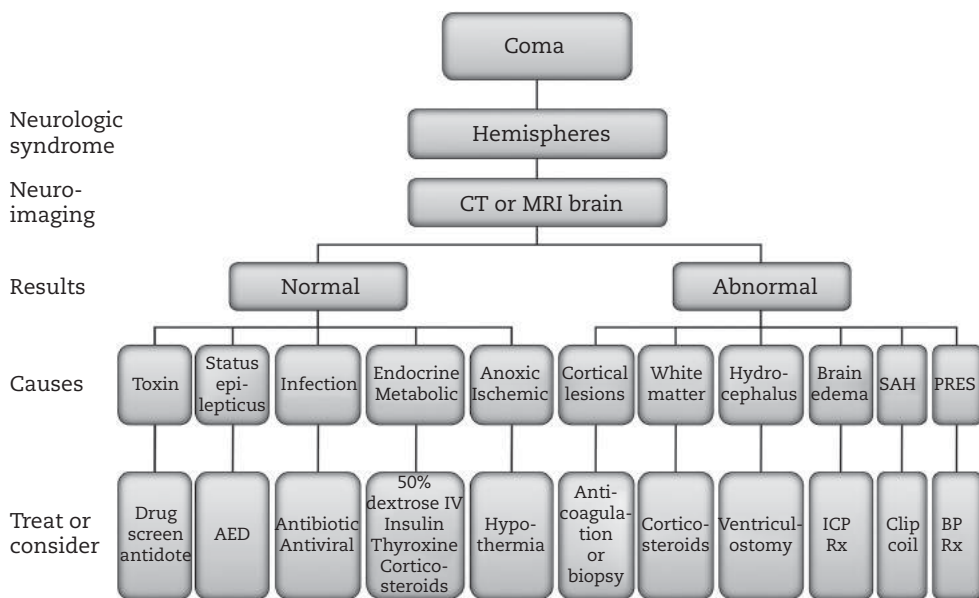 Coma
Neurologic
syndrome
Hemispheres
Neuro-
imaging
CT or MRI brain
Results
Normal
Abnormal
Causes
Toxin
Status
epi-
lepticus
Infection
Endocrine
Metabolic
Anoxic
Ischemic
Cortical
lesions
White
matter
Hydro-
cephalus
Brain
edema
SAH
PRES
Treat or
consider
Drug
screen
antidote
AED
Antibiotic
Antiviral
50%
dextrose IV
Insulin
Thyroxine
Cortico-
steroids
Hypo-
thermia
Anti-
coagula-
tion
or
biopsy
Cortico-
steroids
Ventricul-
ostomy
ICP
Rx
Clip
coil
BP
Rx